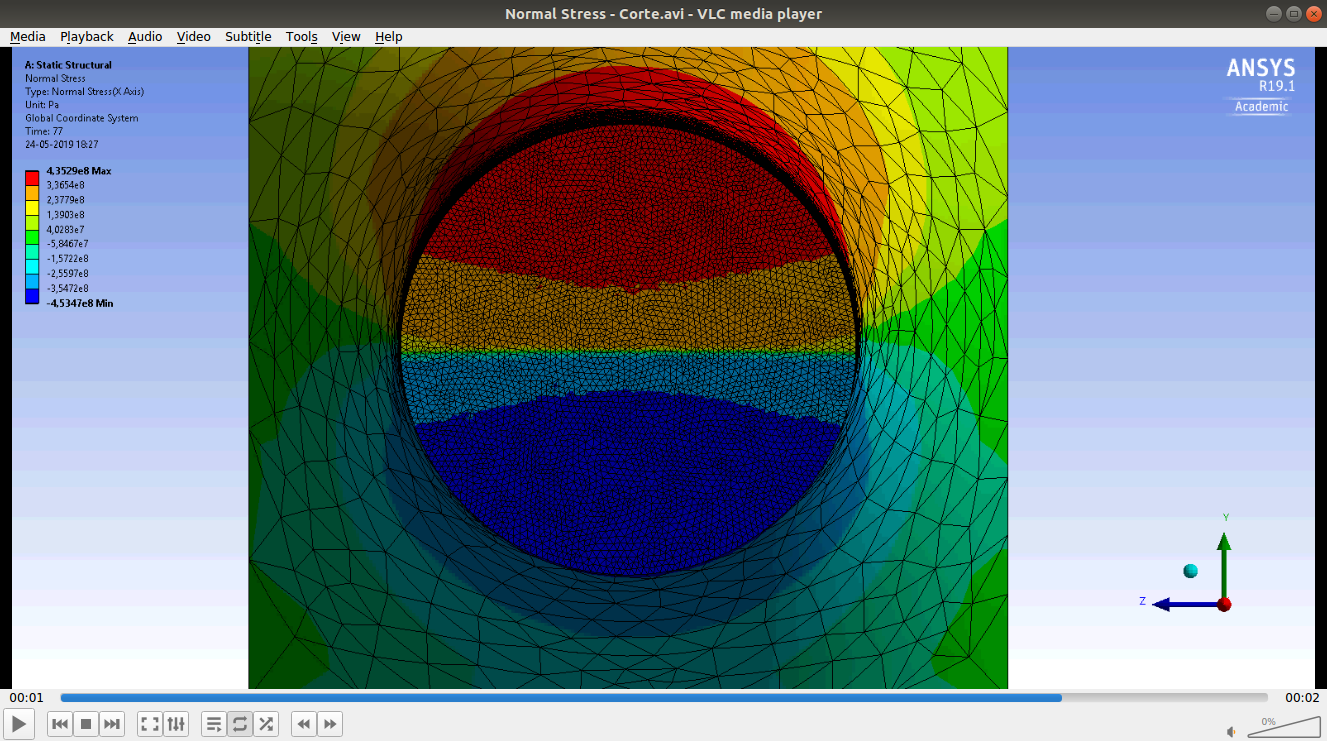 Normal Stress - Corte.avi - VLC media player
Media Playback Audio Video Subtitle Tools View Help
A: Static Structural
Normal Stress
Type: Normal Stress(X Axis)
Unit: Pa
Global Coordinate System
Time: 77
24-05-2019 18:27
4,3529e8 Max
3,3654e8
2,3779e8
1,3903e8
4,0283e7
-5,8467e7
-1,5722e8
-2,5597e8
-3,5472e8
-4,5347e8 Min
ANSYS
R19.1
Academic
Y
Z
00:01
00:02
0%